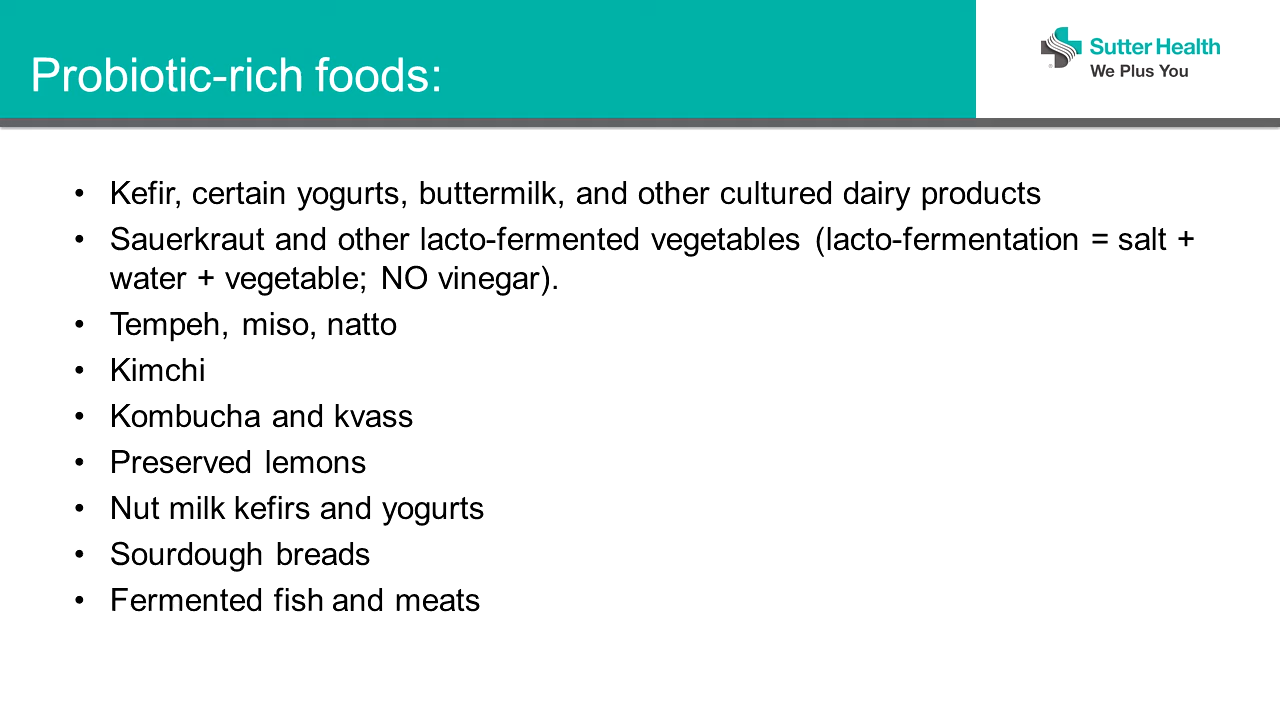 Probiotic-rich foods:
Sutter Health
We Plus You
• Kefir, certain yogurts, buttermilk, and other cultured dairy products
• Sauerkraut and other lacto-fermented vegetables (lacto-fermentation = salt +
water + vegetable; NO vinegar).
• Tempeh, miso, natto
• Kimchi
• Kombucha and kvass
• Preserved lemons
• Nut milk kefirs and yogurts
• Sourdough breads
• Fermented fish and meats